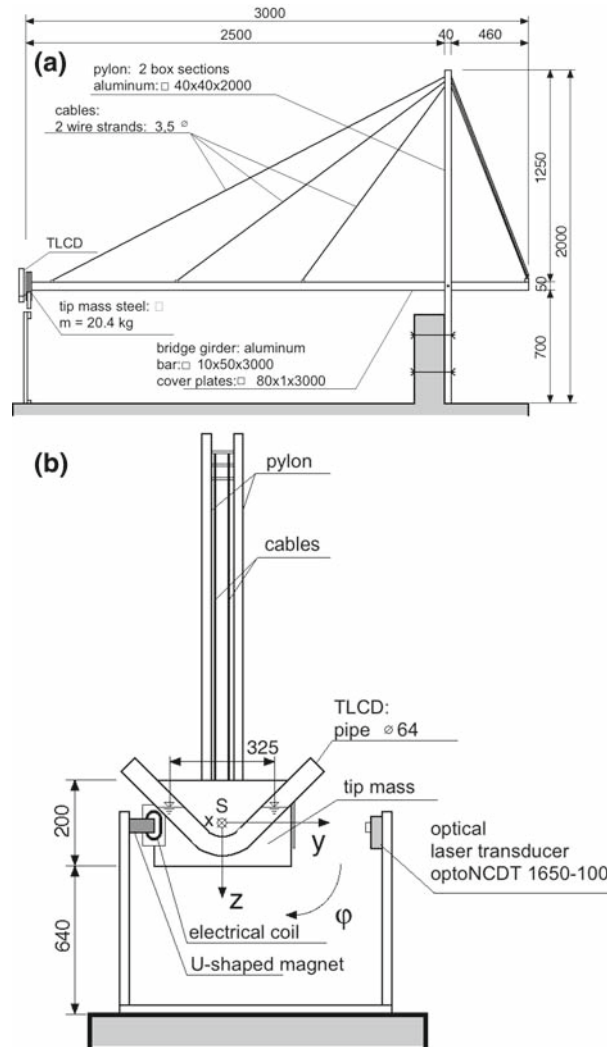 3000
2500
40
460
(a)
pylon: 2 box sections
aluminum: □ 40x40x2000
cables:
2 wire strands: 3,5 ⌀
1250
2000
TLCD
50
tip mass steel: □
m = 20.4 kg
bridge girder: aluminum
bar: □ 10x50x3000
cover plates: □ 80x1x3000
700
(b)
pylon
cables
TLCD:
pipe ⌀ 64
325
tip mass
200
S
x
y
optical
laser transducer
optoNCDT 1650-100
z
φ
640
electrical coil
U-shaped magnet